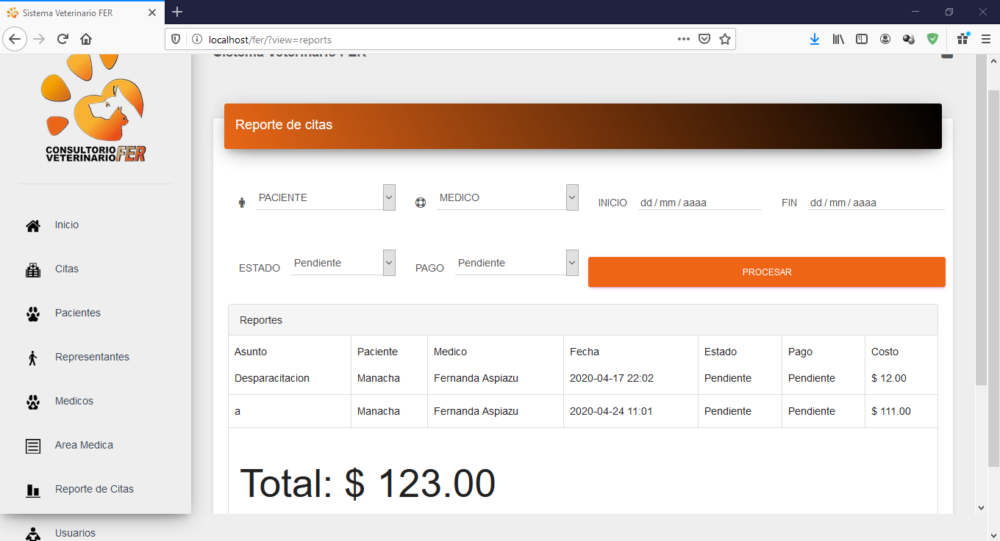 Sistema Veterinario FER
localhost/fer/?view=reports
Sistema Veterinario FER
CONSULTORIO
VETERINARIO FER
Inicio
Citas
Pacientes
Representantes
Medicos
Area Medica
Reporte de Citas
Usuarios
Reporte de citas
PACIENTE MEDICO INICIO dd / mm / aaaa FIN dd / mm / aaaa
ESTADO Pendiente PAGO Pendiente PROCESAR
Reportes
Asunto Paciente Medico Fecha Estado Pago Costo
Desparacitacion Manacha Fernanda Aspiazu 2020-04-17 22:02 Pendiente Pendiente $ 12.00
a Manacha Fernanda Aspiazu 2020-04-24 11:01 Pendiente Pendiente $ 111.00
Total: $ 123.00